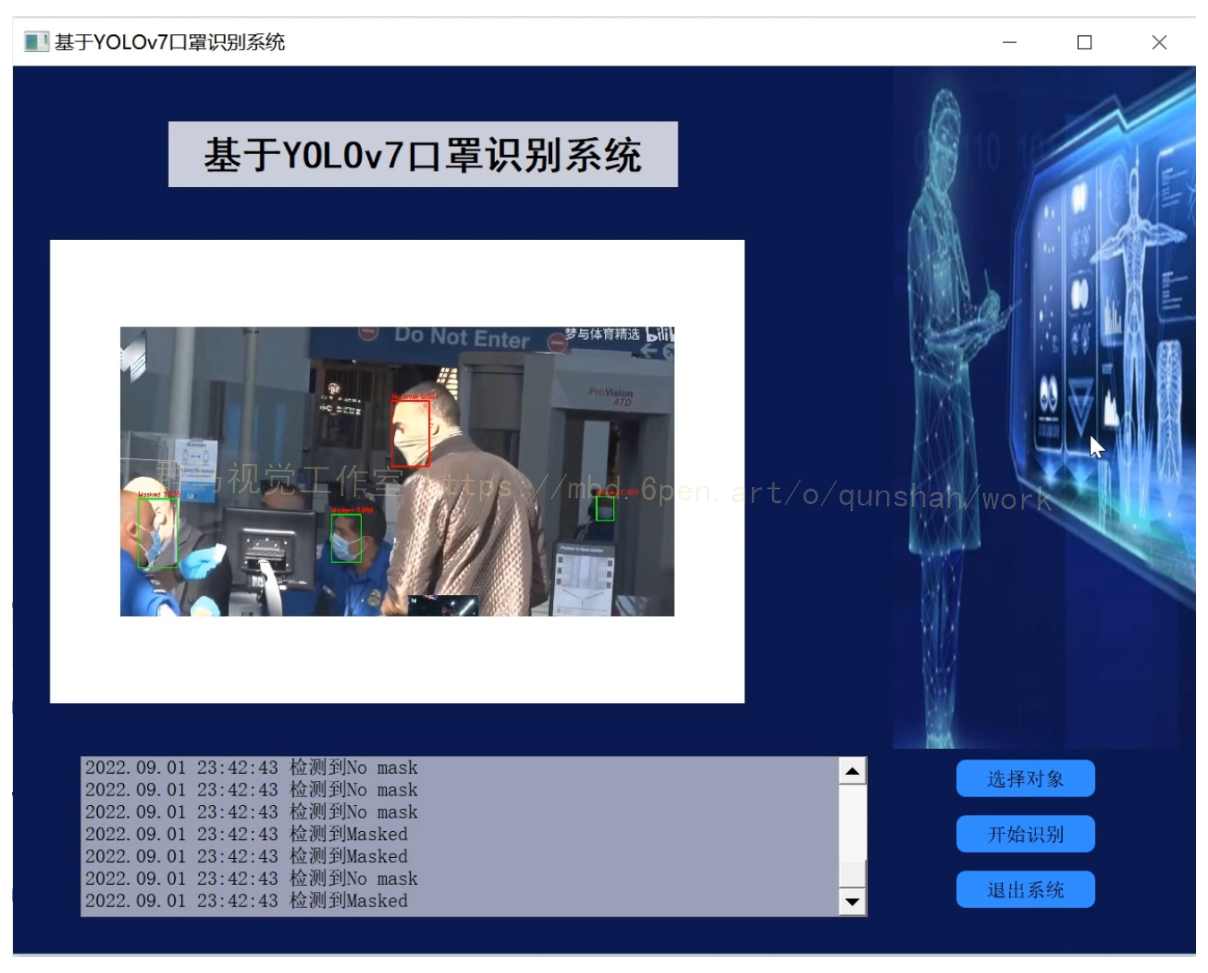 基于YOLOv7口罩识别系统
基于YOLOv7口罩识别系统
Do Not Enter
梦与体育精选 bili
ProVision
ATD
视觉工作室 https://mbd.6pen.art/o/qunshan/work
2022.09.01 23:42:43 检测到No mask
2022.09.01 23:42:43 检测到No mask
2022.09.01 23:42:43 检测到No mask
2022.09.01 23:42:43 检测到Masked
2022.09.01 23:42:43 检测到Masked
2022.09.01 23:42:43 检测到No mask
2022.09.01 23:42:43 检测到Masked
选择对象
开始识别
退出系统